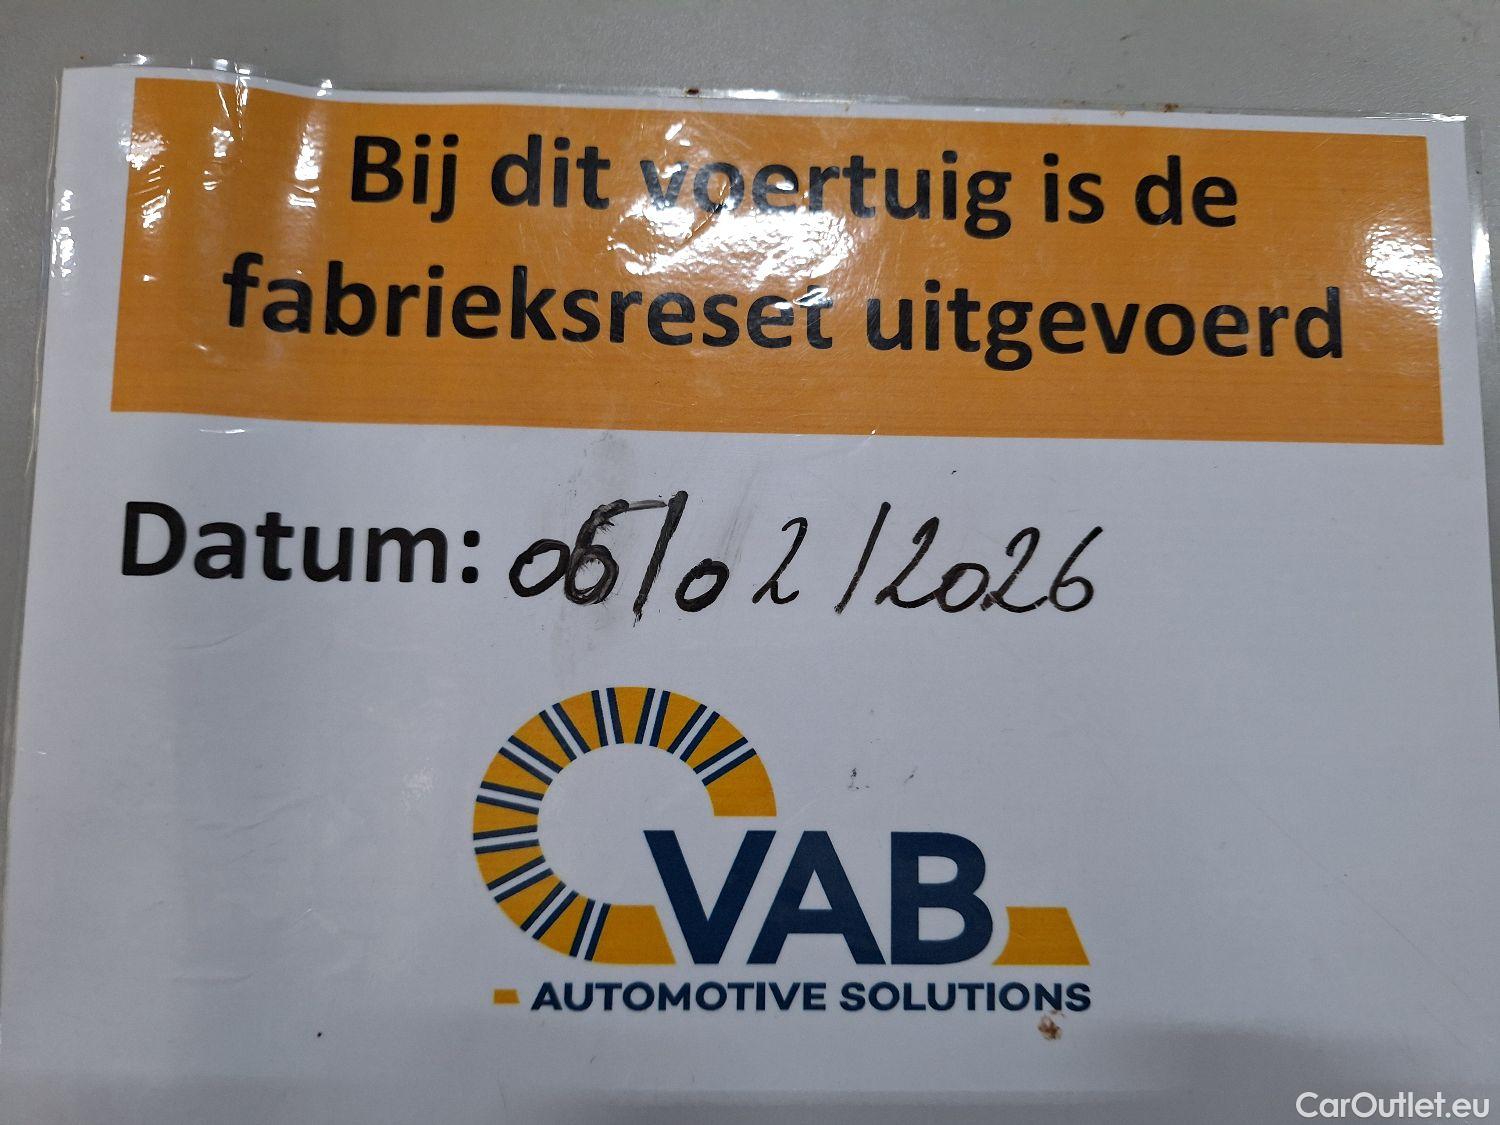 Bij dit voertuig is de
fabrieksreset uitgevoerd
Datum: 06/02/2026
VAB
AUTOMOTIVE SOLUTIONS
CarOutlet.eu